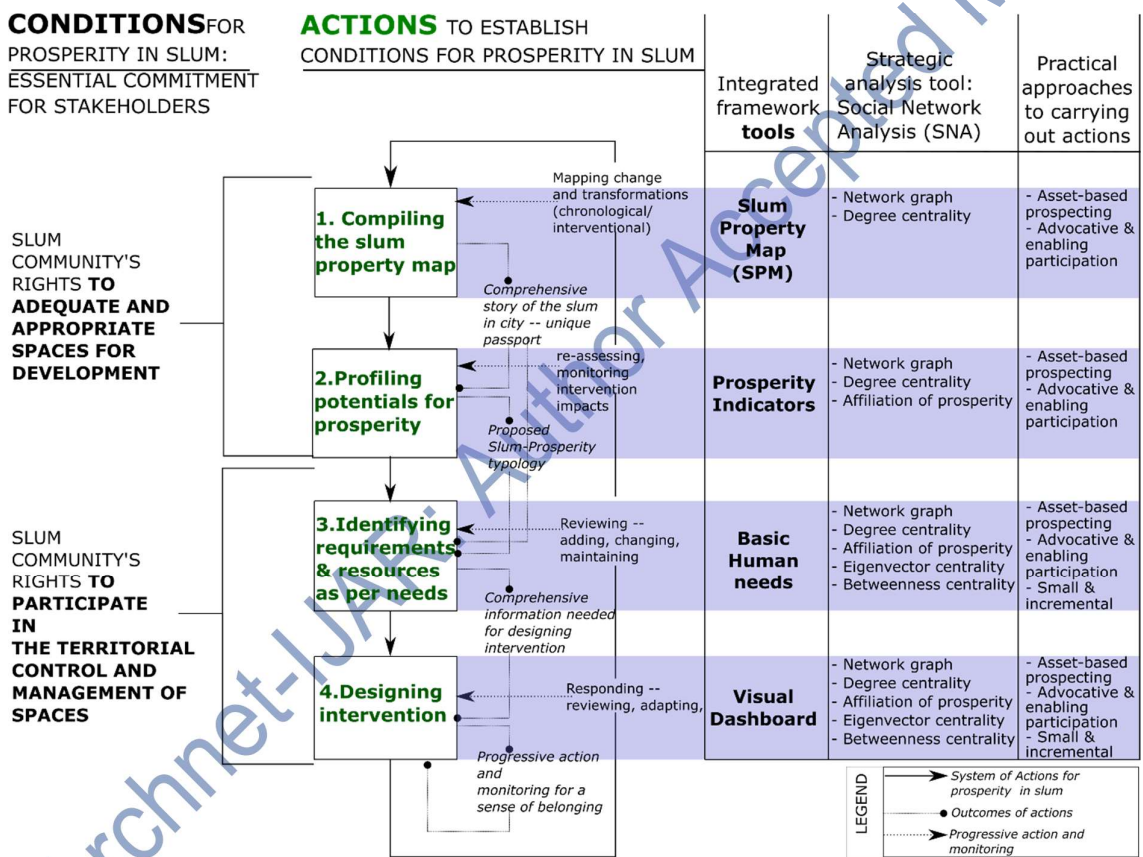 CONDITIONS FOR
PROSPERITY IN SLUM:
ESSENTIAL COMMITMENT
FOR STAKEHOLDERS
ACTIONS TO ESTABLISH
CONDITIONS FOR PROSPERITY IN SLUM
Integrated
framework
tools
Strategic
analysis tool:
Social Network
Analysis (SNA)
Practical
approaches
to carrying
out actions
SLUM
COMMUNITY'S
RIGHTS TO
ADEQUATE AND
APPROPRIATE
SPACES FOR
DEVELOPMENT
1. Compiling
the slum
property map
Mapping change
and transformations
(chronological/
interventional)
Comprehensive
story of the slum
in city -- unique
passport
Slum
Property
Map
(SPM)
- Network graph
- Degree centrality
- Asset-based
prospecting
- Advocative &
enabling
participation
2.Profiling
potentials for
prosperity
re-assessing,
monitoring
intervention
impacts
Proposed
Slum-Prosperity
typology
Prosperity
Indicators
- Network graph
- Degree centrality
- Affiliation of prosperity
- Asset-based
prospecting
- Advocative &
enabling
participation
SLUM
COMMUNITY'S
RIGHTS TO
PARTICIPATE
IN
THE TERRITORIAL
CONTROL AND
MANAGEMENT OF
SPACES
3.Identifying
requirements
& resources
as per needs
Reviewing --
adding, changing,
maintaining
Comprehensive
information needed
for designing
intervention
Basic
Human
needs
- Network graph
- Degree centrality
- Affiliation of prosperity
- Eigenvector centrality
- Betweenness centrality
- Asset-based
prospecting
- Advocative &
enabling
participation
- Small &
incremental
4.Designing
intervention
Responding --
reviewing, adapting,
Progressive action
and
monitoring for a
sense of belonging
Visual
Dashboard
- Network graph
- Degree centrality
- Affiliation of prosperity
- Eigenvector centrality
- Betweenness centrality
- Asset-based
prospecting
- Advocative &
enabling
participation
- Small &
incremental
LEGEND
System of Actions for
prosperity in slum
Outcomes of actions
Progressive action and
monitoring
rchnet-IJAR: Author Accepted M